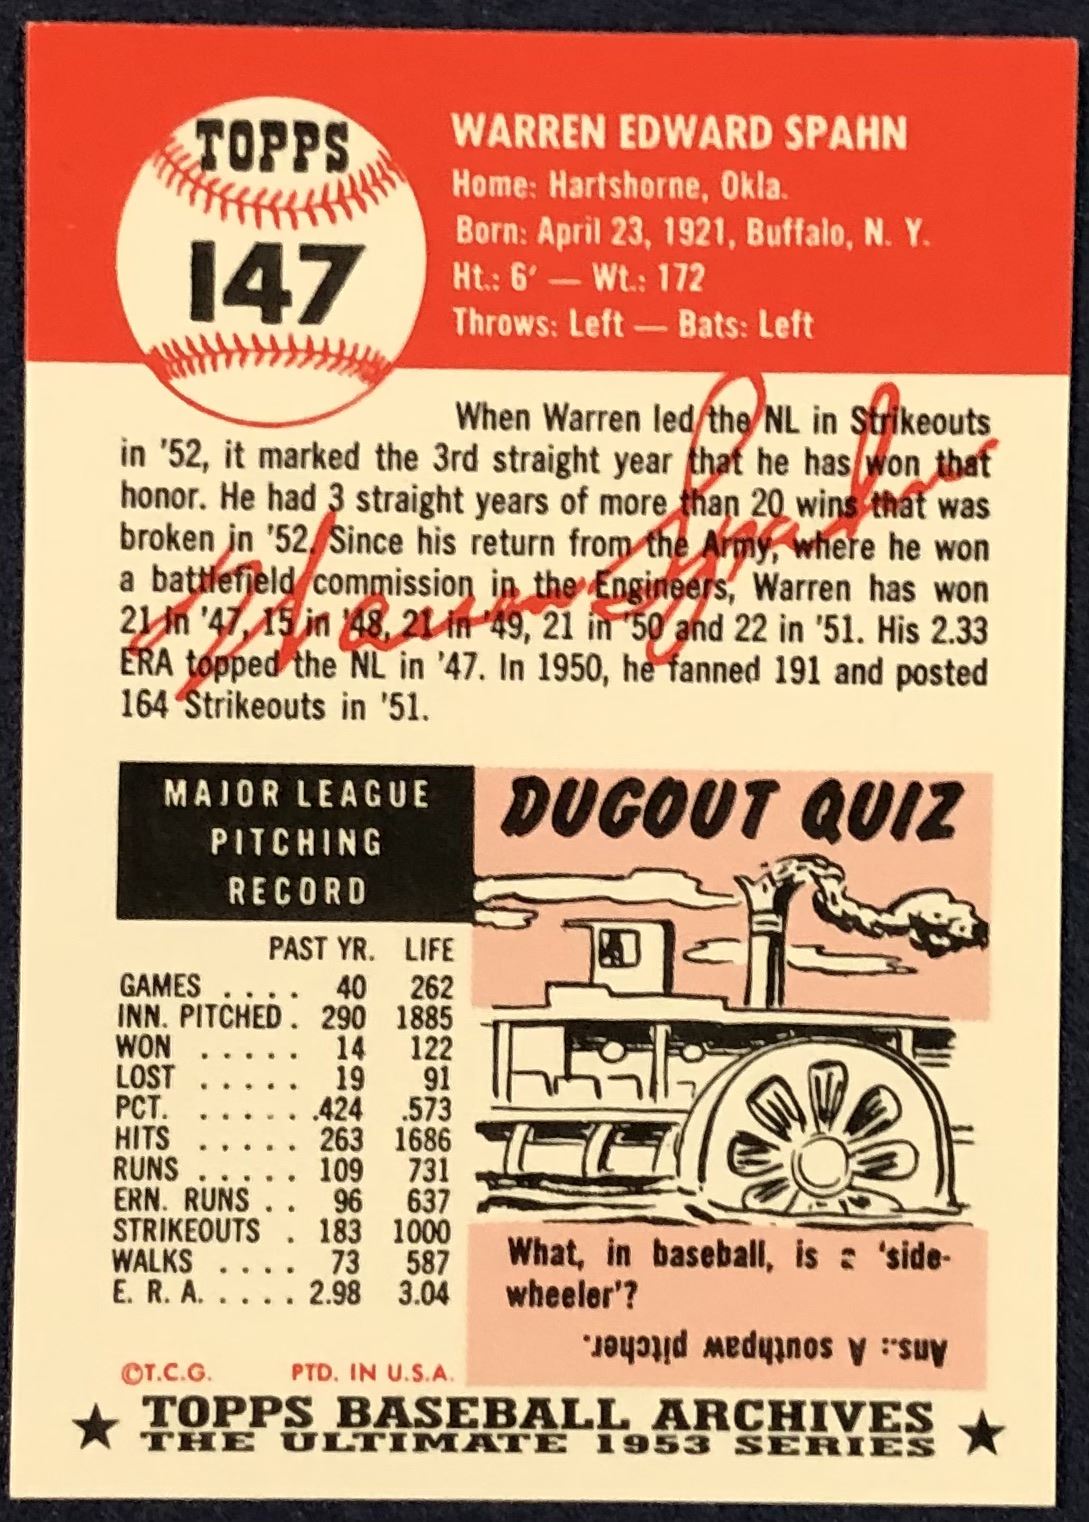 TOPPS
147
WARREN EDWARD SPAHN
Home: Hartshorne, Okla.
Born: April 23, 1921, Buffalo, N. Y.
Ht.: 6′ — Wt.: 172
Throws: Left — Bats: Left
When Warren led the NL in Strikeouts
in '52, it marked the 3rd straight year that he has won that
honor. He had 3 straight years of more than 20 wins that was
broken in '52. Since his return from the Army, where he won
a battlefield commission in the Engineers, Warren has won
21 in '47, 15 in '48, 21 in '49, 21 in '50 and 22 in '51. His 2.33
ERA topped the NL in '47. In 1950, he fanned 191 and posted
164 Strikeouts in '51.
Warren Spahn
MAJOR LEAGUE
PITCHING
RECORD
PAST YR. LIFE
GAMES . . . . 40 262
INN. PITCHED . 290 1885
WON . . . . . 14 122
LOST . . . . . 19 91
PCT. . . . . . . .424 .573
HITS . . . . . 263 1686
RUNS . . . . . 109 731
ERN. RUNS . . 96 637
STRIKEOUTS . 183 1000
WALKS . . . . 73 587
E. R. A. . . . . 2.98 3.04
DUGOUT QUIZ
What, in baseball, is a 'side-
wheeler'?
Ans.: A southpaw pitcher.
©T.C.G. PTD. IN U.S.A.
★ TOPPS BASEBALL ARCHIVES ★
THE ULTIMATE 1953 SERIES